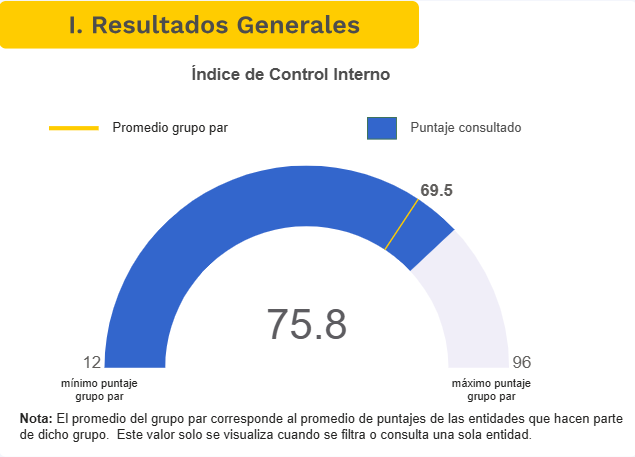 I. Resultados Generales
Índice de Control Interno
Promedio grupo par
Puntaje consultado
69.5
75.8
12
96
mínimo puntaje
grupo par
máximo puntaje
grupo par
Nota: El promedio del grupo par corresponde al promedio de puntajes de las entidades que hacen parte
de dicho grupo.  Este valor solo se visualiza cuando se filtra o consulta una sola entidad.